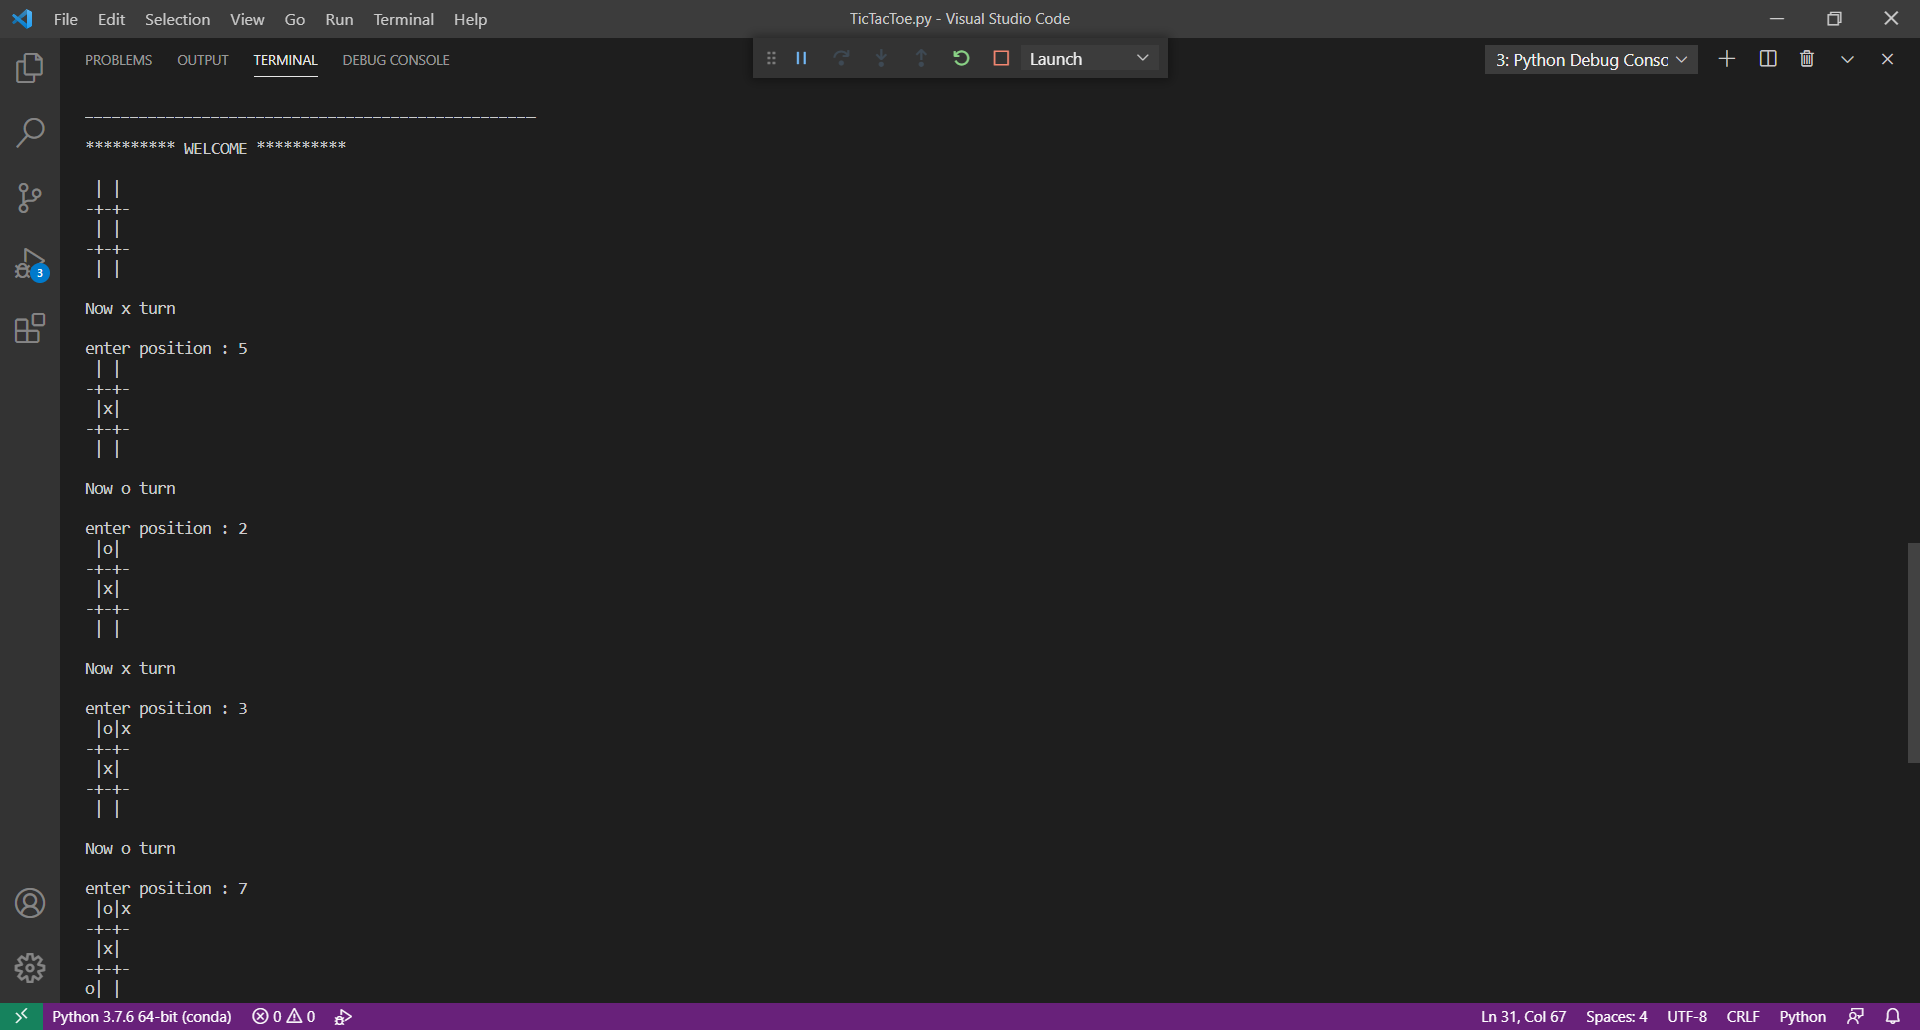 File Edit Selection View Go Run Terminal Help
TicTacToe.py - Visual Studio Code
PROBLEMS OUTPUT TERMINAL DEBUG CONSOLE
Launch
3: Python Debug Consc
__________________________________________________
********** WELCOME **********
 | |
-+-+-
 | |
-+-+-
 | |
Now x turn
enter position : 5
 | |
-+-+-
 |x|
-+-+-
 | |
Now o turn
enter position : 2
 |o|
-+-+-
 |x|
-+-+-
 | |
Now x turn
enter position : 3
 |o|x
-+-+-
 |x|
-+-+-
 | |
Now o turn
enter position : 7
 |o|x
-+-+-
 |x|
-+-+-
o| |
3
Python 3.7.6 64-bit (conda) 0 0
Ln 31, Col 67 Spaces: 4 UTF-8 CRLF Python